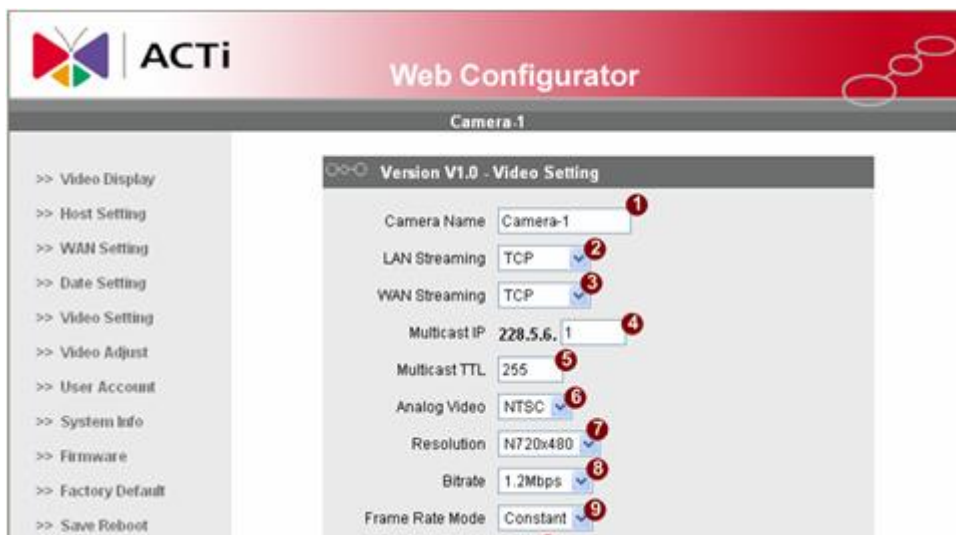 ACTi
Web Configurator
Camera-1
>> Video Display
>> Host Setting
>> WAN Setting
>> Date Setting
>> Video Setting
>> Video Adjust
>> User Account
>> System Info
>> Firmware
>> Factory Default
>> Save Reboot
Version V1.0 - Video Setting
Camera Name Camera-1 1
LAN Streaming TCP 2
WAN Streaming TCP 3
Multicast IP 228.5.6. 1 4
Multicast TTL 255 5
Analog Video NTSC 6
Resolution N720x480 7
Bitrate 1.2Mbps 8
Frame Rate Mode Constant 9